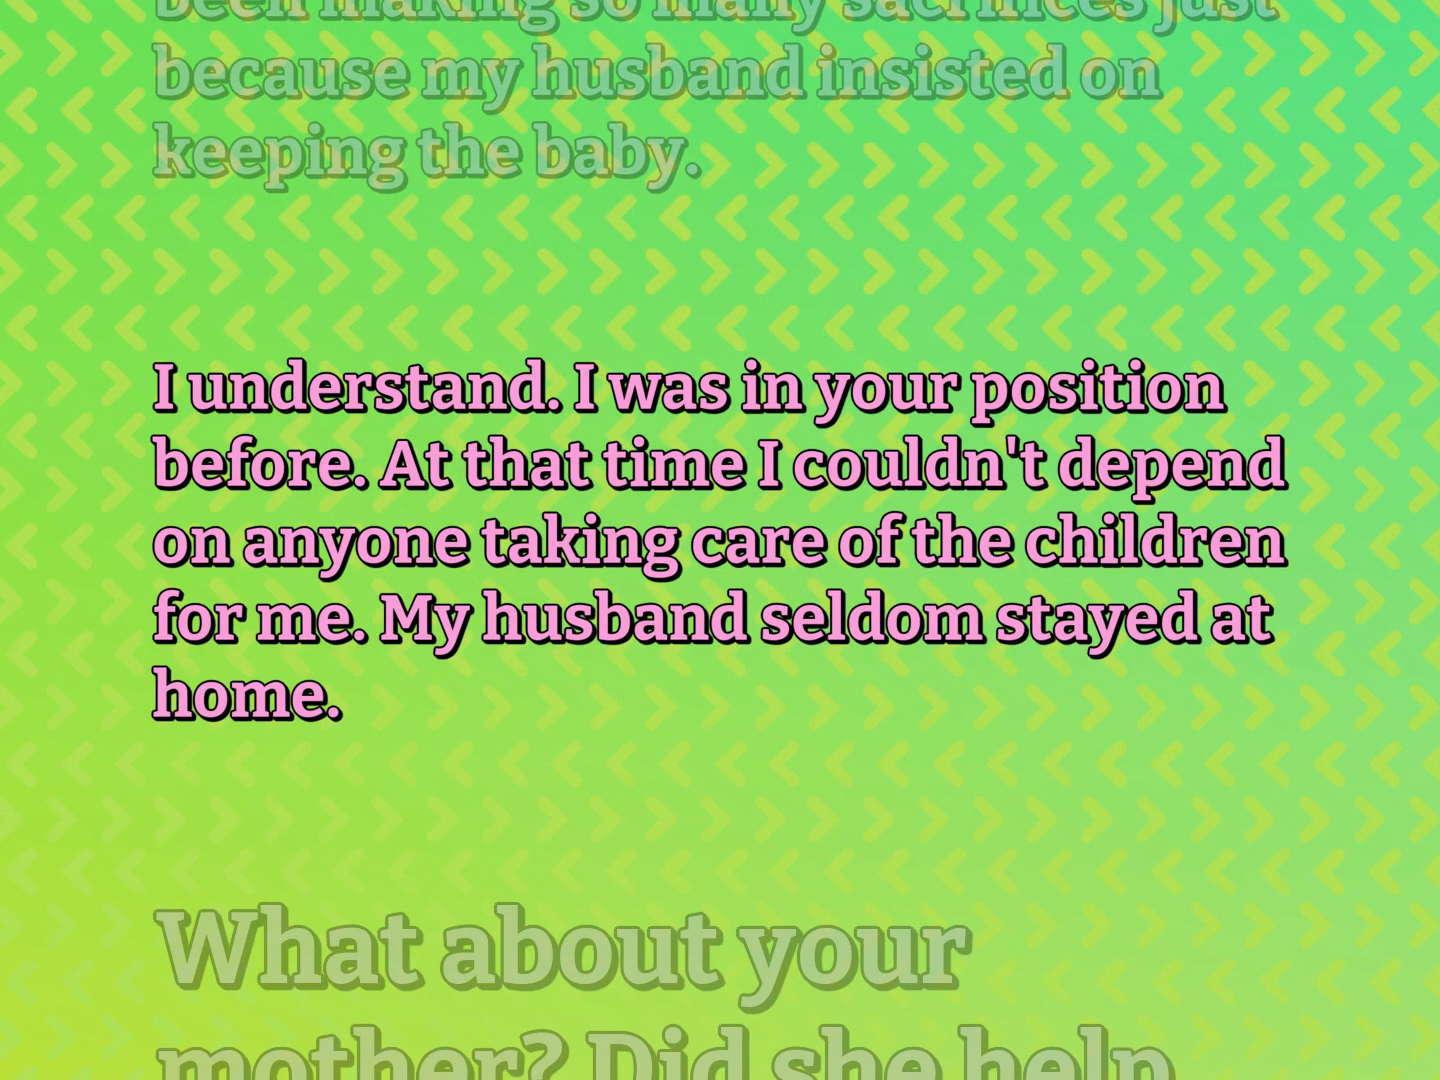 been making so many sacrifices just
because my husband insisted on
keeping the baby.
I understand. I was in your position
before. At that time I couldn't depend
on anyone taking care of the children
for me. My husband seldom stayed at
home.
What about your
mother? Did she help